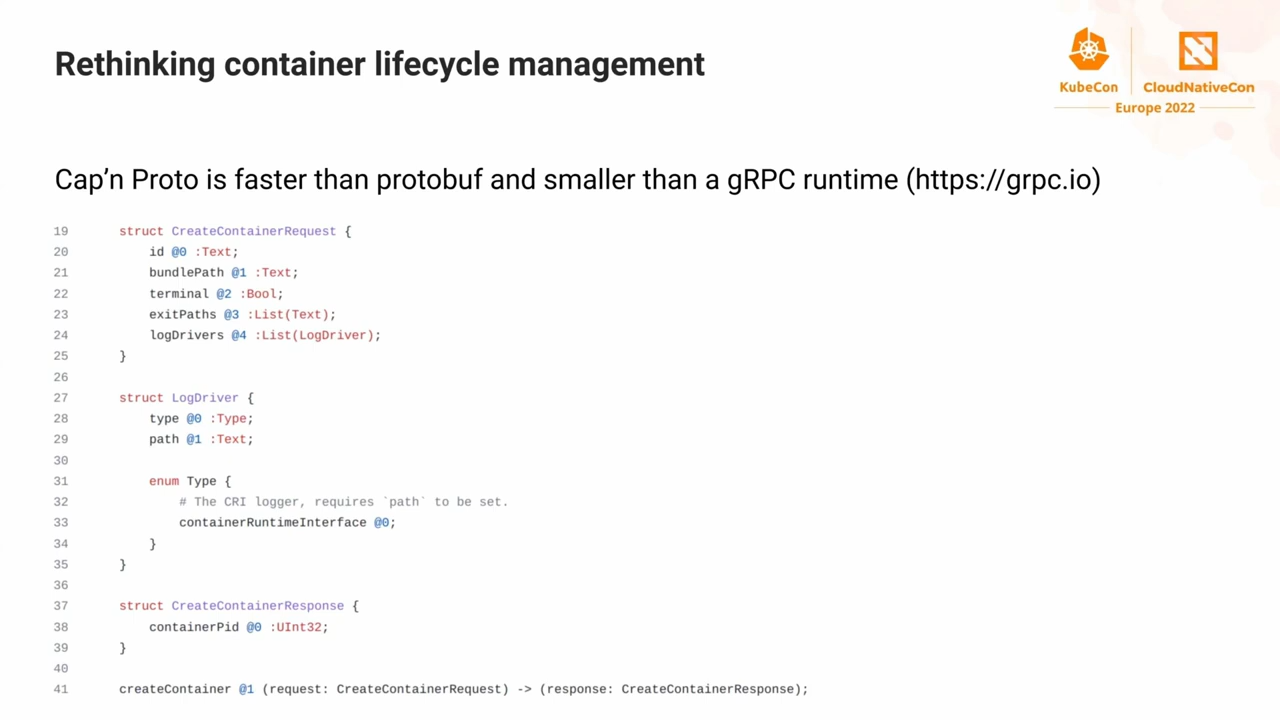 Rethinking container lifecycle management
KubeCon
CloudNativeCon
Europe 2022
Cap’n Proto is faster than protobuf and smaller than a gRPC runtime (https://grpc.io)
19 struct CreateContainerRequest {
20 id @0 :Text;
21 bundlePath @1 :Text;
22 terminal @2 :Bool;
23 exitPaths @3 :List(Text);
24 logDrivers @4 :List(LogDriver);
25 }
26
27 struct LogDriver {
28 type @0 :Type;
29 path @1 :Text;
30
31 enum Type {
32 # The CRI logger, requires `path` to be set.
33 containerRuntimeInterface @0;
34 }
35 }
36
37 struct CreateContainerResponse {
38 containerPid @0 :UInt32;
39 }
40
41 createContainer @1 (request: CreateContainerRequest) -> (response: CreateContainerResponse);